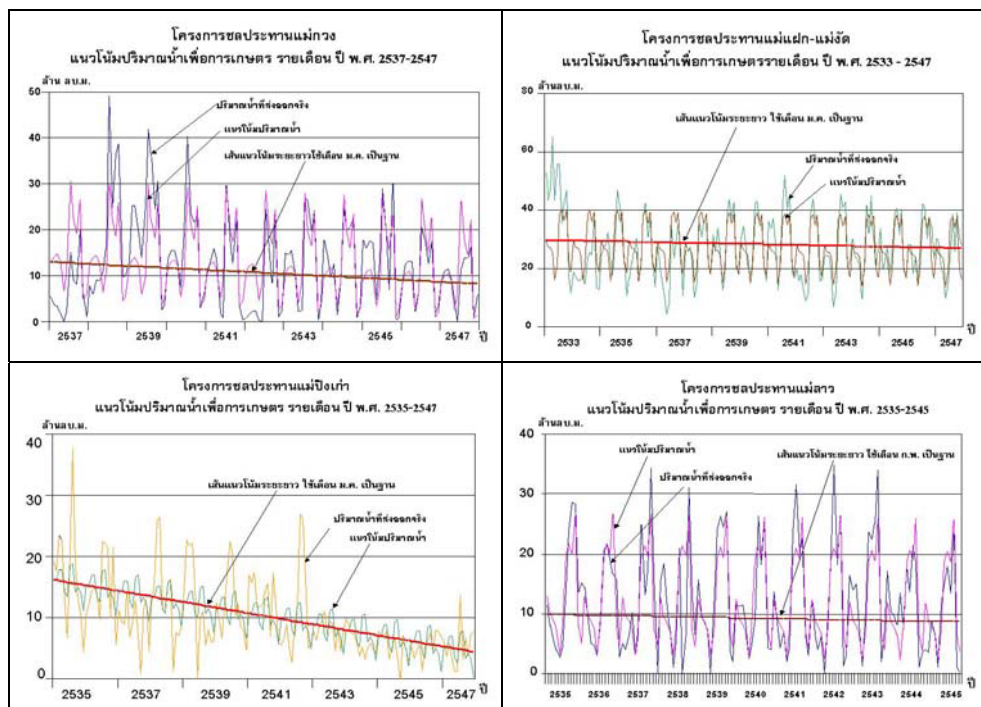 โครงการชลประทานแม่กวง
แนวโน้มปริมาณน้ำเพื่อการเกษตร รายเดือน ปี พ.ศ. 2537-2547
ล้าน ลบ.ม.
60
50
40
30
20
10
0
ปริมาณน้ำที่ส่งออกจริง
แนวโน้มปริมาณน้ำ
เส้นแนวโน้มระยะยาวใช้เดือน ม.ค. เป็นฐาน
2537 2539 2541 2543 2545 2547 ปี
โครงการชลประทานแม่แฝก-แม่งัด
แนวโน้มปริมาณน้ำเพื่อการเกษตรรายเดือน ปี พ.ศ. 2533 - 2547
ล้านลบ.ม.
80
60
40
20
0
เส้นแนวโน้มระยะยาว ใช้เดือน ม.ค. เป็นฐาน
ปริมาณน้ำที่ส่งออกจริง
แนวโน้มปริมาณน้ำ
2533 2535 2537 2539 2541 2543 2545 2547 ปี
โครงการชลประทานแม่ปิงเก่า
แนวโน้มปริมาณน้ำเพื่อการเกษตร รายเดือน ปี พ.ศ. 2535-2547
ล้านลบ.ม.
40
30
20
10
0
เส้นแนวโน้มระยะยาว ใช้เดือน ม.ค. เป็นฐาน
ปริมาณน้ำที่ส่งออกจริง
แนวโน้มปริมาณน้ำ
2535 2537 2539 2541 2543 2545 2547 ปี
โครงการชลประทานแม่ลาว
แนวโน้มปริมาณน้ำเพื่อการเกษตร รายเดือน ปี พ.ศ. 2535-2545
ล้านลบ.ม.
40
30
20
10
0
แนวโน้มปริมาณน้ำ
เส้นแนวโน้มระยะยาว ใช้เดือน ก.พ. เป็นฐาน
ปริมาณน้ำที่ส่งออกจริง
2535 2536 2537 2538 2539 2540 2541 2542 2543 2544 2545 ปี